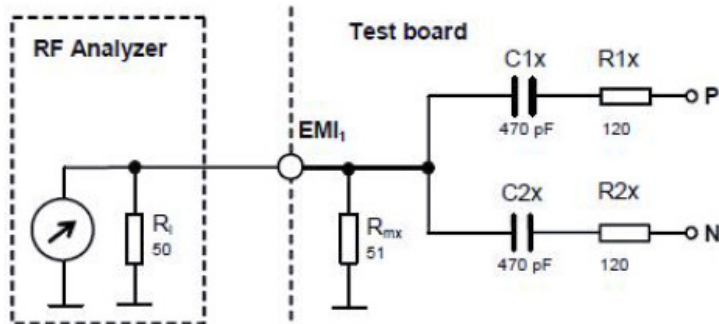 Test board
RF Analyzer
C1x
R1x
P
EMI₁
470 pF
120
C2x
R2x
Rᵢ
50
Rₘₓ
51
N
470 pF
120